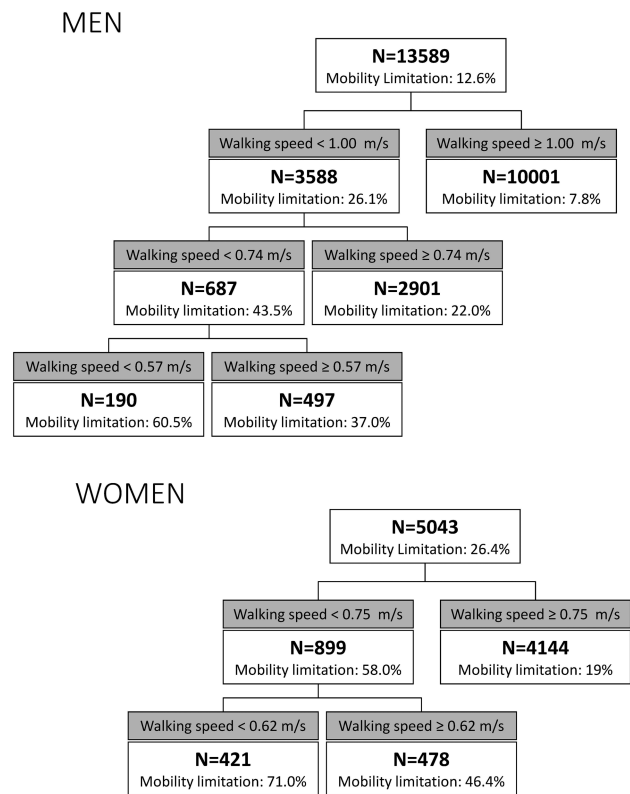 MEN
N=13589
Mobility Limitation: 12.6%
Walking speed < 1.00 m/s
Walking speed ≥ 1.00 m/s
N=3588
Mobility limitation: 26.1%
N=10001
Mobility limitation: 7.8%
Walking speed < 0.74 m/s
Walking speed ≥ 0.74 m/s
N=687
Mobility limitation: 43.5%
N=2901
Mobility limitation: 22.0%
Walking speed < 0.57 m/s
Walking speed ≥ 0.57 m/s
N=190
Mobility limitation: 60.5%
N=497
Mobility limitation: 37.0%
WOMEN
N=5043
Mobility Limitation: 26.4%
Walking speed < 0.75 m/s
Walking speed ≥ 0.75 m/s
N=899
Mobility limitation: 58.0%
N=4144
Mobility limitation: 19%
Walking speed < 0.62 m/s
Walking speed ≥ 0.62 m/s
N=421
Mobility limitation: 71.0%
N=478
Mobility limitation: 46.4%